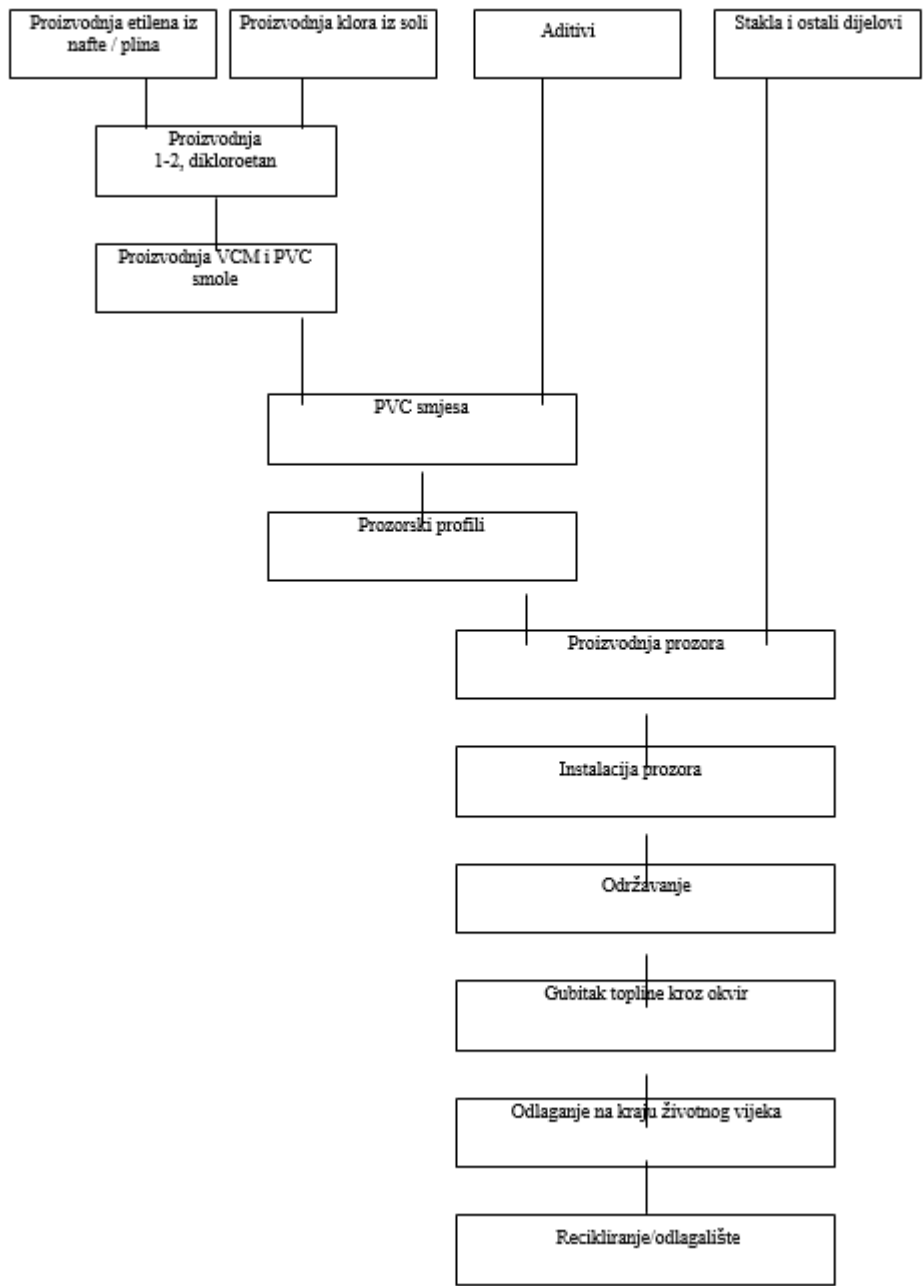 Proizvodnja etilena iz
nafte / plina
Proizvodnja klora iz soli
Aditivi
Stakla i ostali dijelovi
Proizvodnja
1-2, dikloroetan
Proizvodnja VCM i PVC
smole
PVC smjesa
Prozorski profili
Proizvodnja prozora
Instalacija prozora
Održavanje
Gubitak topline kroz okvir
Odlaganje na kraju životnog vijeka
Recikliranje/odlagalište